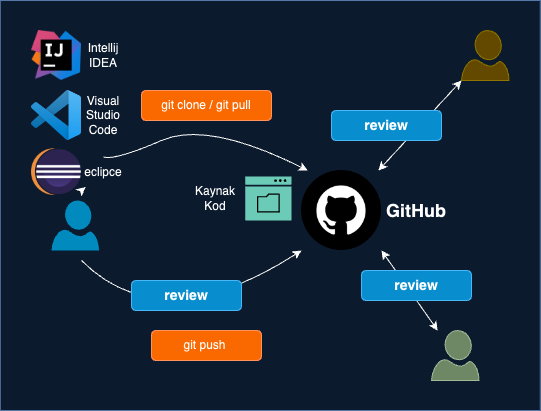 IJ
Intellij
IDEA
Visual
Studio
Code
eclipce
git clone / git pull
review
Kaynak
Kod
GitHub
review
review
git push